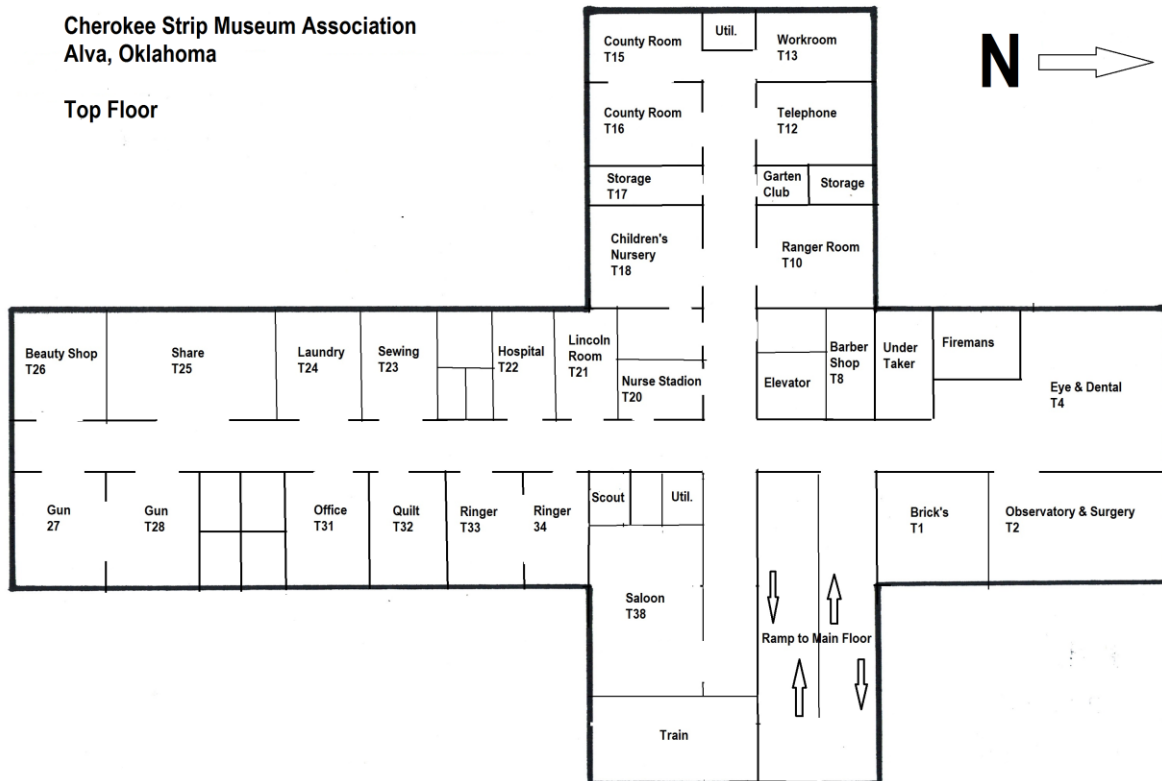 Cherokee Strip Museum Association
Alva, Oklahoma
Top Floor
N
County Room
T15
Util.
Workroom
T13
County Room
T16
Telephone
T12
Storage
T17
Garten
Club
Storage
Children's
Nursery
T18
Ranger Room
T10
Beauty Shop
T26
Share
T25
Laundry
T24
Sewing
T23
Hospital
T22
Lincoln
Room
T21
Nurse Stadion
T20
Elevator
Barber
Shop
T8
Under
Taker
Firemans
Eye & Dental
T4
Gun
27
Gun
T28
Office
T31
Quilt
T32
Ringer
T33
Ringer
34
Scout
Util.
Brick's
T1
Observatory & Surgery
T2
Saloon
T38
Ramp to Main Floor
Train